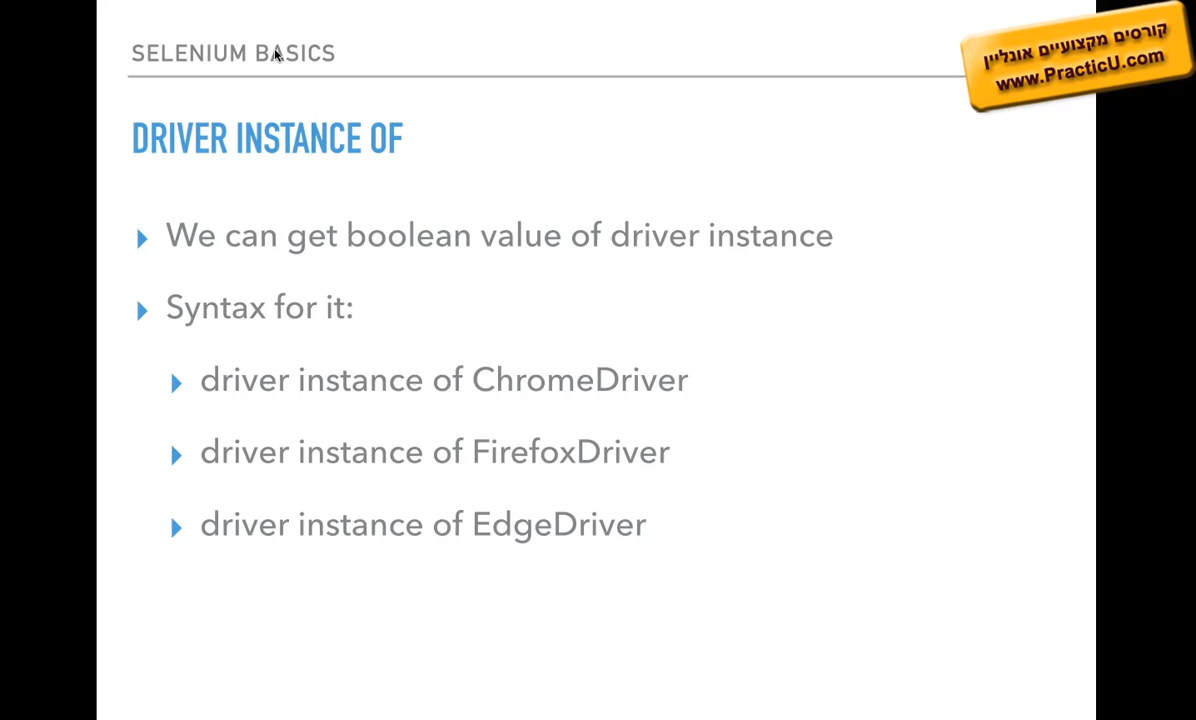 SELENIUM BASICS
קורסים מקצועיים אונליין
www.PracticU.com
DRIVER INSTANCE OF
We can get boolean value of driver instance
Syntax for it:
driver instance of ChromeDriver
driver instance of FirefoxDriver
driver instance of EdgeDriver